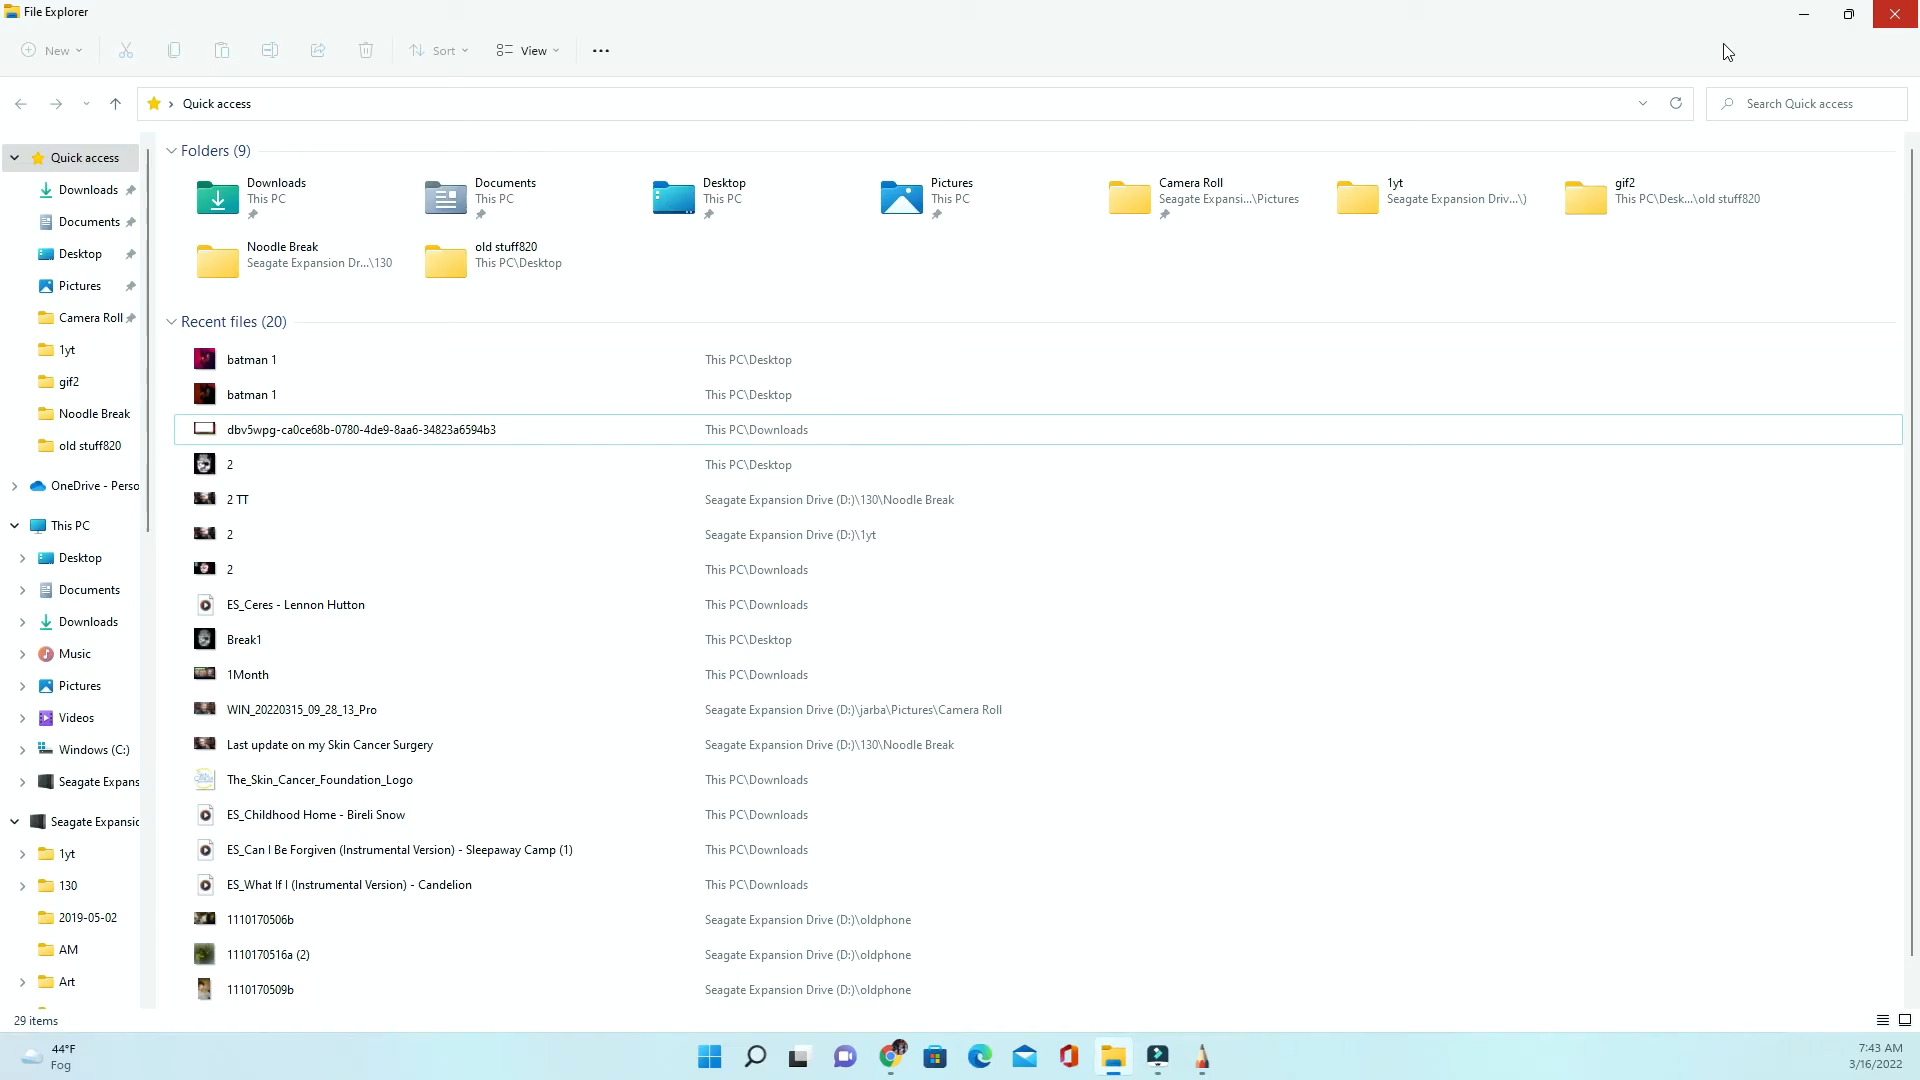 File Explorer
New
Sort
View
Quick access
Search Quick access
Quick access
Downloads
Documents
Desktop
Pictures
Camera Roll
1yt
gif2
Noodle Break
old stuff820
OneDrive - Perso
This PC
Desktop
Documents
Downloads
Music
Pictures
Videos
Windows (C:)
Seagate Expans
Seagate Expansio
1yt
130
2019-05-02
AM
Art
Folders (9)
Downloads
This PC
Documents
This PC
Desktop
This PC
Pictures
This PC
Camera Roll
Seagate Expansi...\Pictures
1yt
Seagate Expansion Driv...\)
gif2
This PC\Desk...\old stuff820
Noodle Break
Seagate Expansion Dr...\130
old stuff820
This PC\Desktop
Recent files (20)
batman 1 This PC\Desktop
batman 1 This PC\Desktop
dbv5wpg-ca0ce68b-0780-4de9-8aa6-34823a6594b3 This PC\Downloads
2 This PC\Desktop
2 TT Seagate Expansion Drive (D:)\130\Noodle Break
2 Seagate Expansion Drive (D:)\1yt
2 This PC\Downloads
ES_Ceres - Lennon Hutton This PC\Downloads
Break1 This PC\Desktop
1Month This PC\Downloads
WIN_20220315_09_28_13_Pro Seagate Expansion Drive (D:)\jarba\Pictures\Camera Roll
Last update on my Skin Cancer Surgery Seagate Expansion Drive (D:)\130\Noodle Break
The_Skin_Cancer_Foundation_Logo This PC\Downloads
ES_Childhood Home - Bireli Snow This PC\Downloads
ES_Can I Be Forgiven (Instrumental Version) - Sleepaway Camp (1) This PC\Downloads
ES_What If I (Instrumental Version) - Candelion This PC\Downloads
1110170506b Seagate Expansion Drive (D:)\oldphone
1110170516a (2) Seagate Expansion Drive (D:)\oldphone
1110170509b Seagate Expansion Drive (D:)\oldphone
29 items
44°F
Fog
7:43 AM
3/16/2022